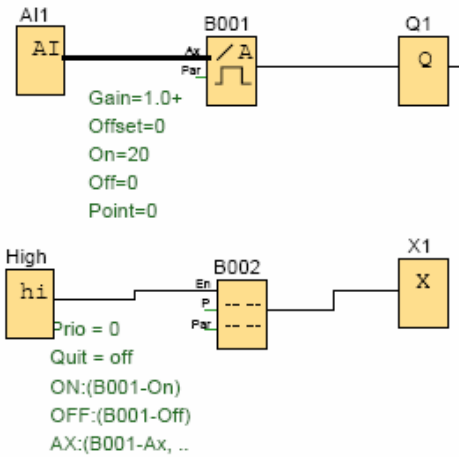 AI1
AI
B001
Ax
Par
A
Q1
Q
Gain=1.0+
Offset=0
On=20
Off=0
Point=0
High
hi
B002
En
P
Par
X1
X
Prio = 0
Quit = off
ON:(B001-On)
OFF:(B001-Off)
AX:(B001-Ax, ..